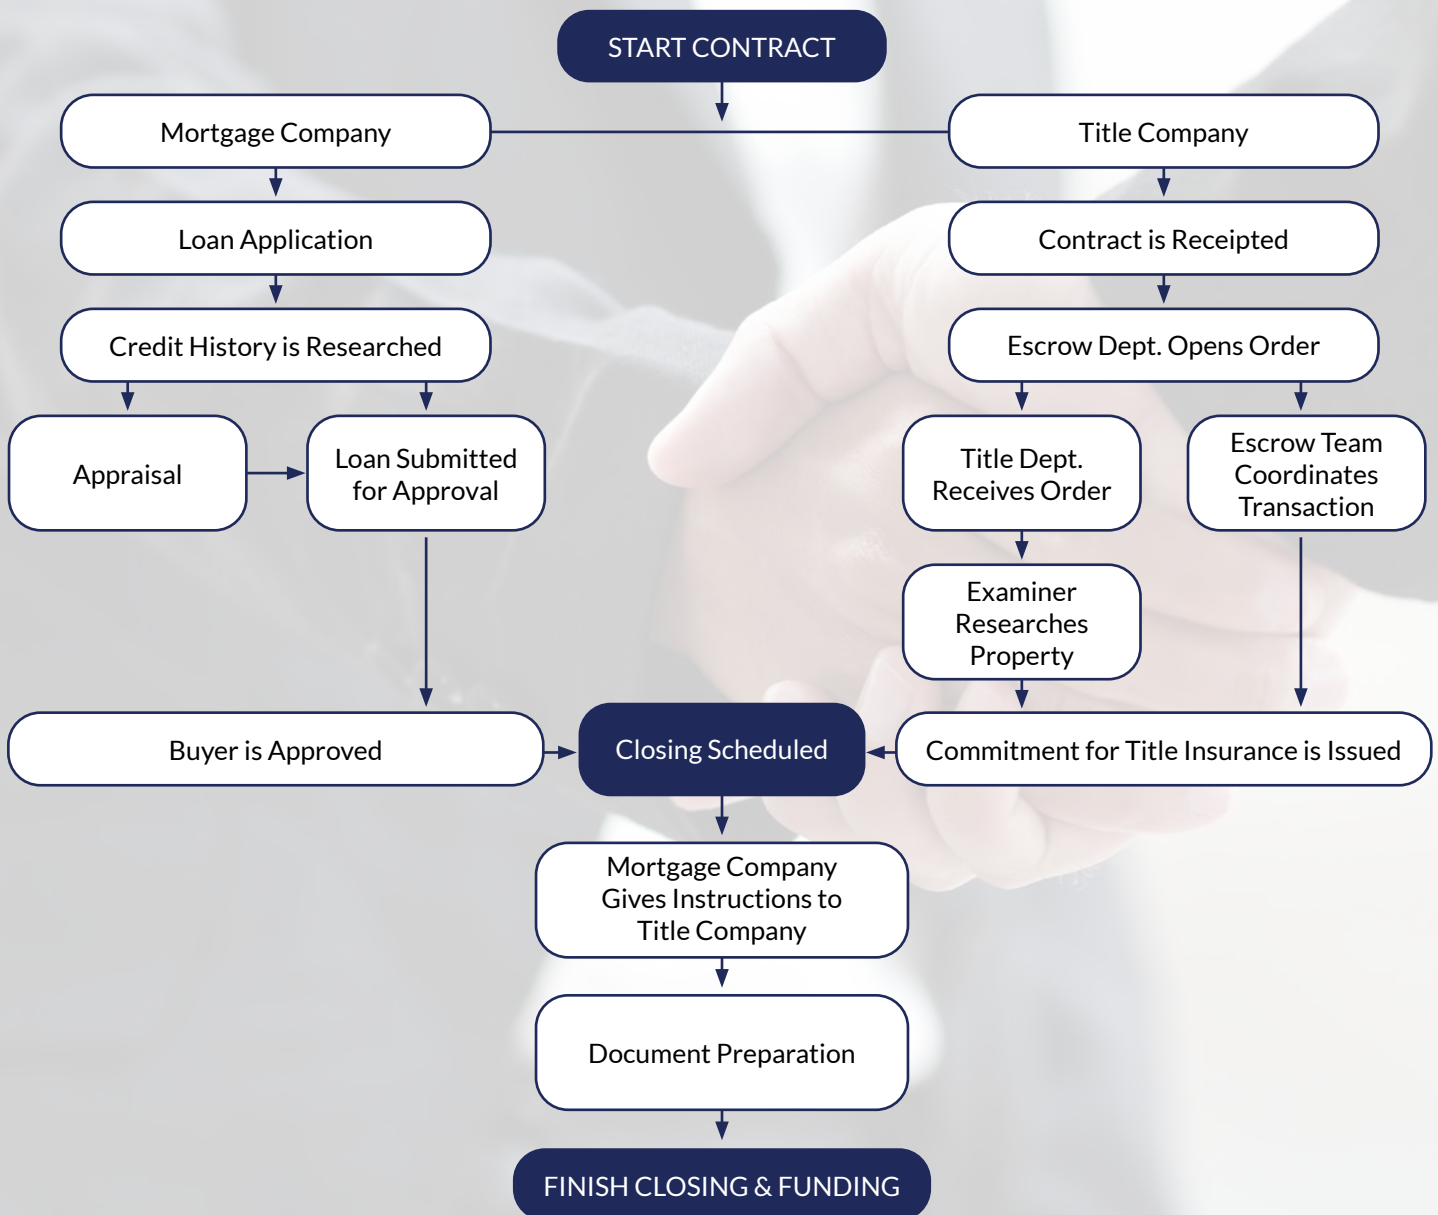 START CONTRACT
Mortgage Company
Title Company
Loan Application
Contract is Receipted
Credit History is Researched
Escrow Dept. Opens Order
Appraisal
Loan Submitted
for Approval
Title Dept.
Receives Order
Escrow Team
Coordinates
Transaction
Examiner
Researches
Property
Buyer is Approved
Closing Scheduled
Commitment for Title Insurance is Issued
Mortgage Company
Gives Instructions to
Title Company
Document Preparation
FINISH CLOSING & FUNDING